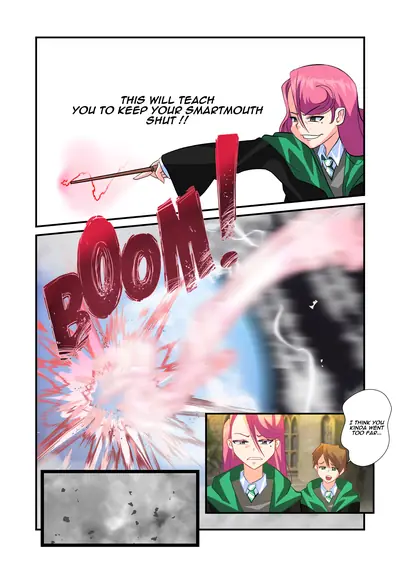 THIS WILL TEACH
YOU TO KEEP YOUR SMARTMOUTH
SHUT !!
BOOM!
I THINK YOU
KINDA WENT
TOO FAR...